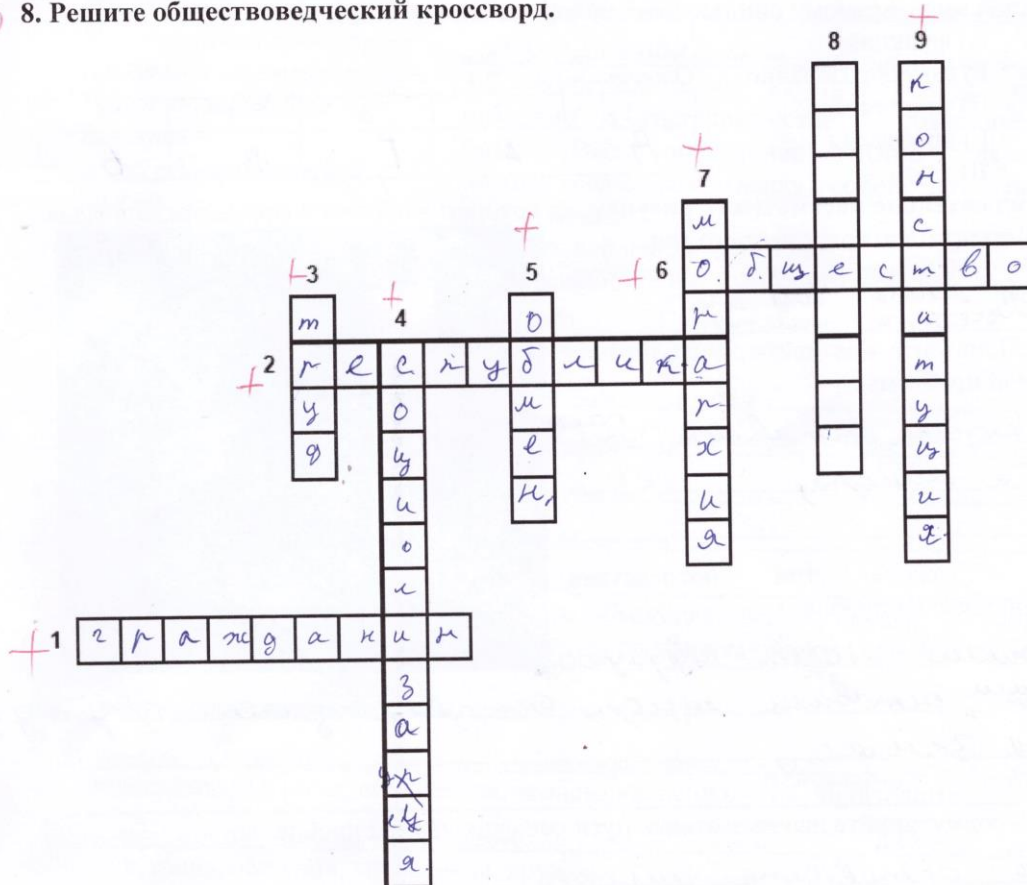 8. Решите обществоведческий кроссворд.
8 9
7
3 5 6 общество
4
2 республика
1 гражданин
труд
обмен
монархия
конституция